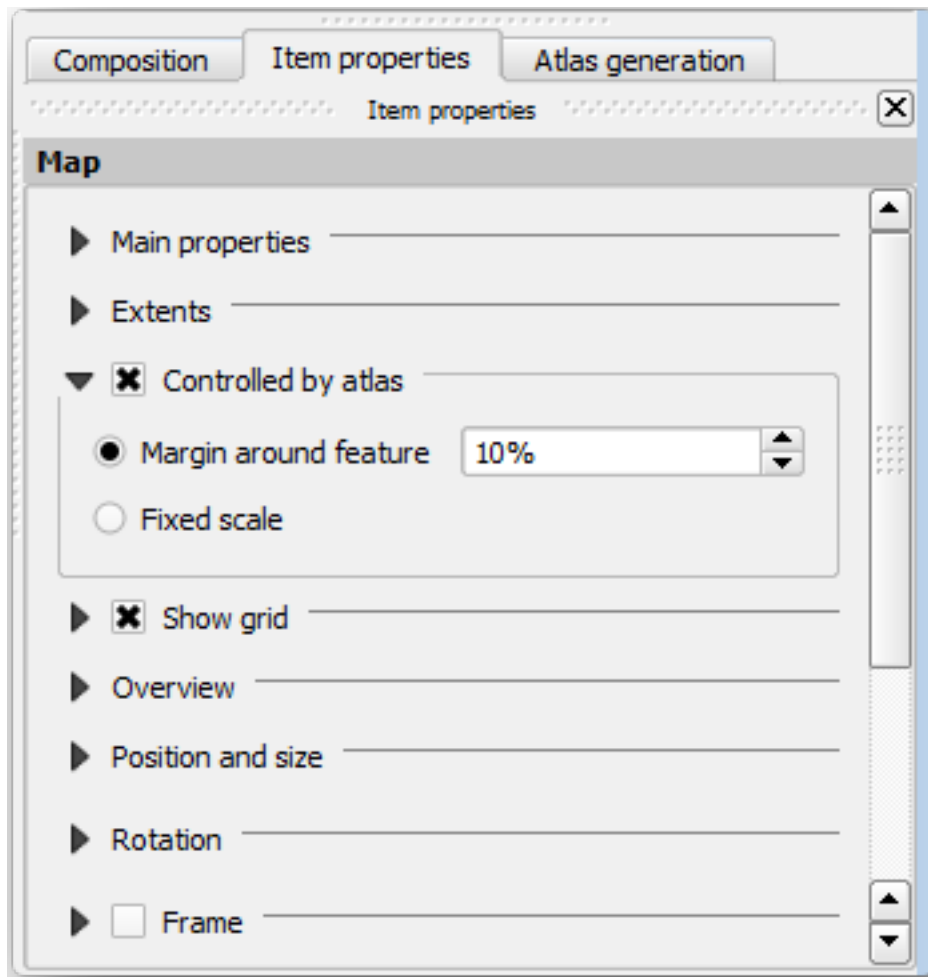 Composition Item properties Atlas generation
Item properties
Map
Main properties
Extents
Controlled by atlas
Margin around feature 10%
Fixed scale
Show grid
Overview
Position and size
Rotation
Frame